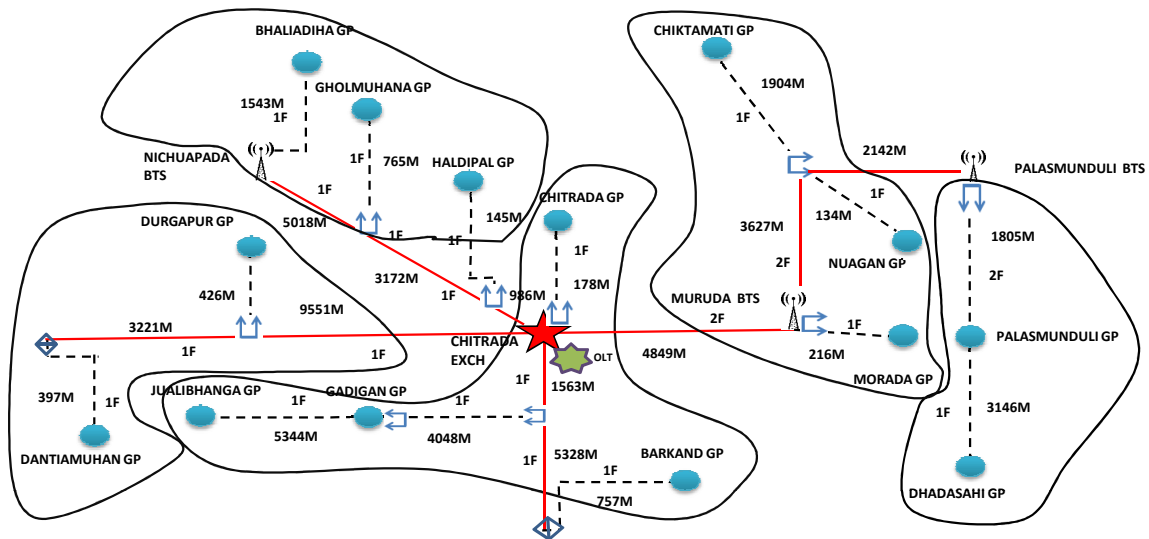 BHALIADIHA GP
CHIKTAMATI GP
1904M
1543M
1F
GHOLMUHANA GP
1F
NICHUAPADA
BTS
1F
765M
HALDIPAL GP
2142M
PALASMUNDULI BTS
1F
5018M
1F
145M
1F
CHITRADA GP
1F
134M
3627M
1805M
DURGAPUR GP
3172M
1F
178M
2F
NUAGAN GP
2F
426M
9551M
1F
986M
MURUDA BTS
3221M
1F
1F
CHITRADA
EXCH
OLT
2F
4849M
1F
216M
PALASMUNDULI GP
JUALIBHANGA GP
GADIGAN GP
1F
1563M
MORADA GP
397M
1F
1F
5344M
1F
4048M
1F
3146M
DANTIAMUHAN GP
1F
5328M
1F
757M
BARKAND GP
DHADASAHI GP